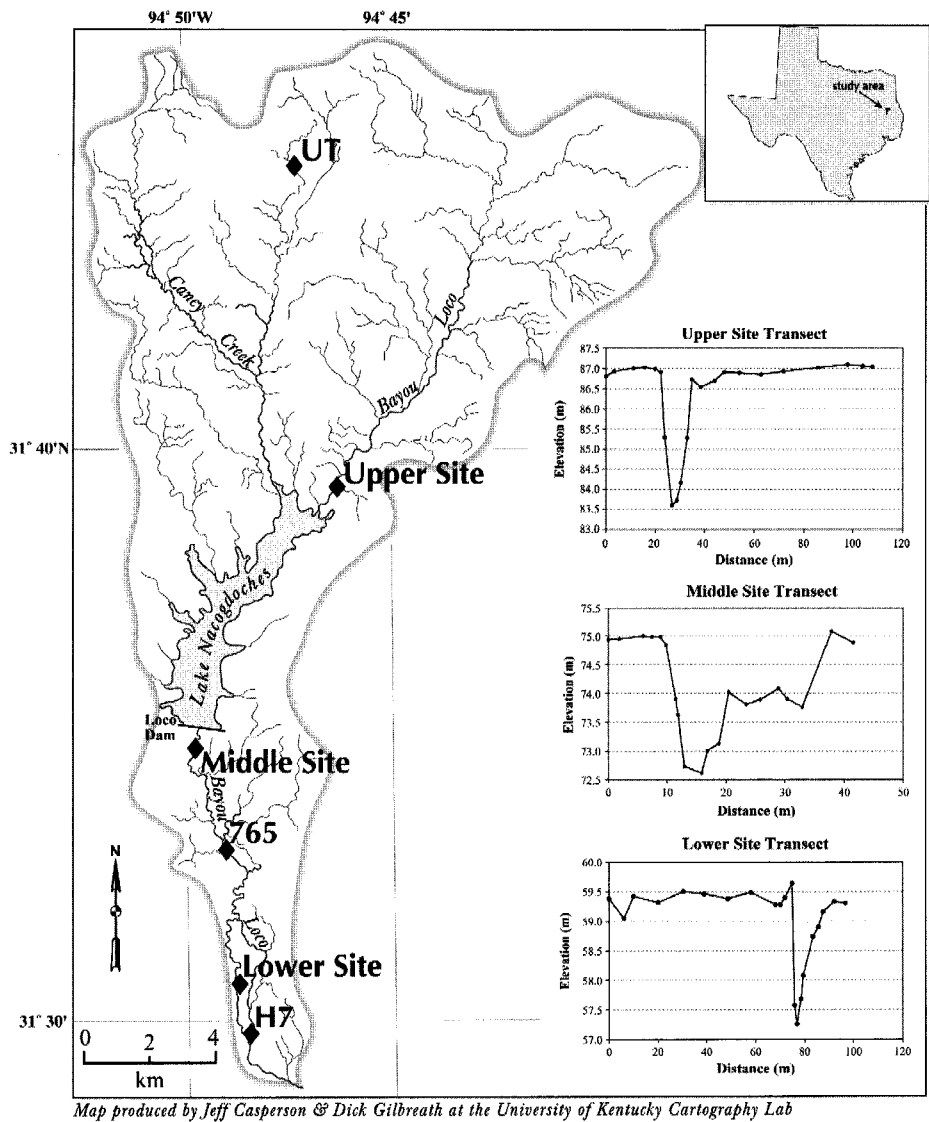 94° 50'W
94° 45'
study area
UT
Caney
Creek
Loco
Bayou
31° 40'N
Upper Site
Lake Nacogdoches
Loco
Dam
Middle Site
Bayou
765
N
Loco
Lower Site
31° 30'
H7
0 2 4
km
Upper Site Transect
87.5
87.0
86.5
86.0
85.5
85.0
84.5
84.0
83.5
83.0
Elevation (m)
0 20 40 60 80 100 120
Distance (m)
Middle Site Transect
75.5
75.0
74.5
74.0
73.5
73.0
72.5
Elevation (m)
0 10 20 30 40 50
Distance (m)
Lower Site Transect
60.0
59.5
59.0
58.5
58.0
57.5
57.0
Elevation (m)
0 20 40 60 80 100 120
Distance (m)
Map produced by Jeff Casperson & Dick Gilbreath at the University of Kentucky Cartography Lab